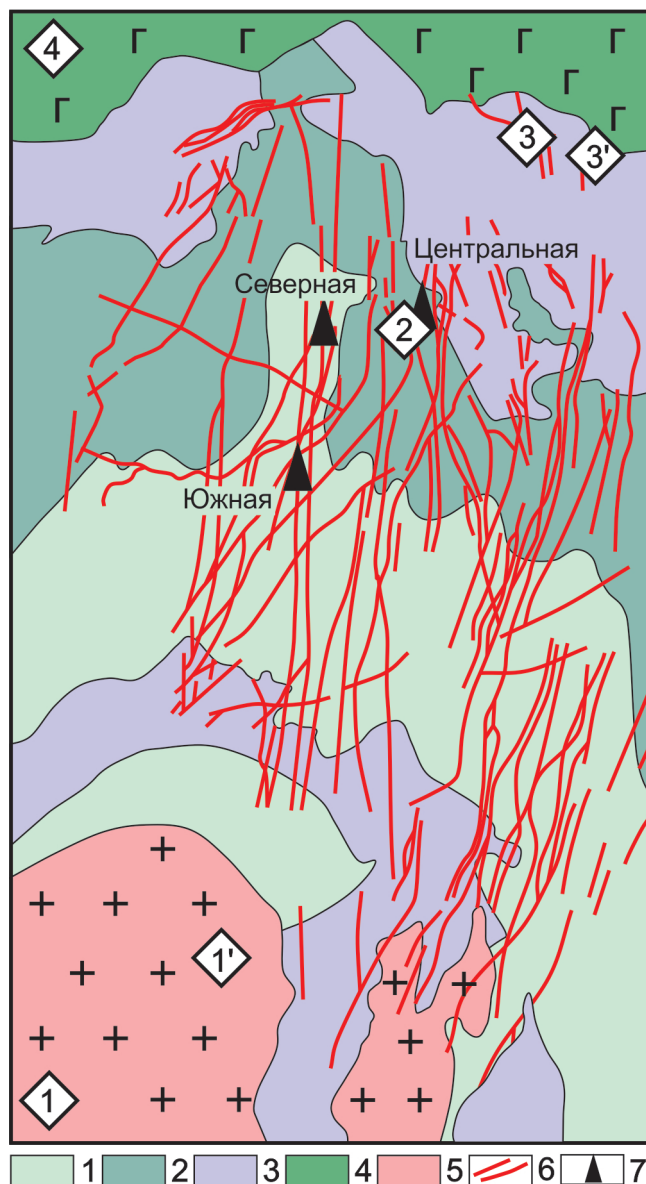 4 Г Г Г Г Г
Г Г Г
Г
3 3'
Центральная
Северная
2
Южная
1'
1
1 2 3 4 5 6 7